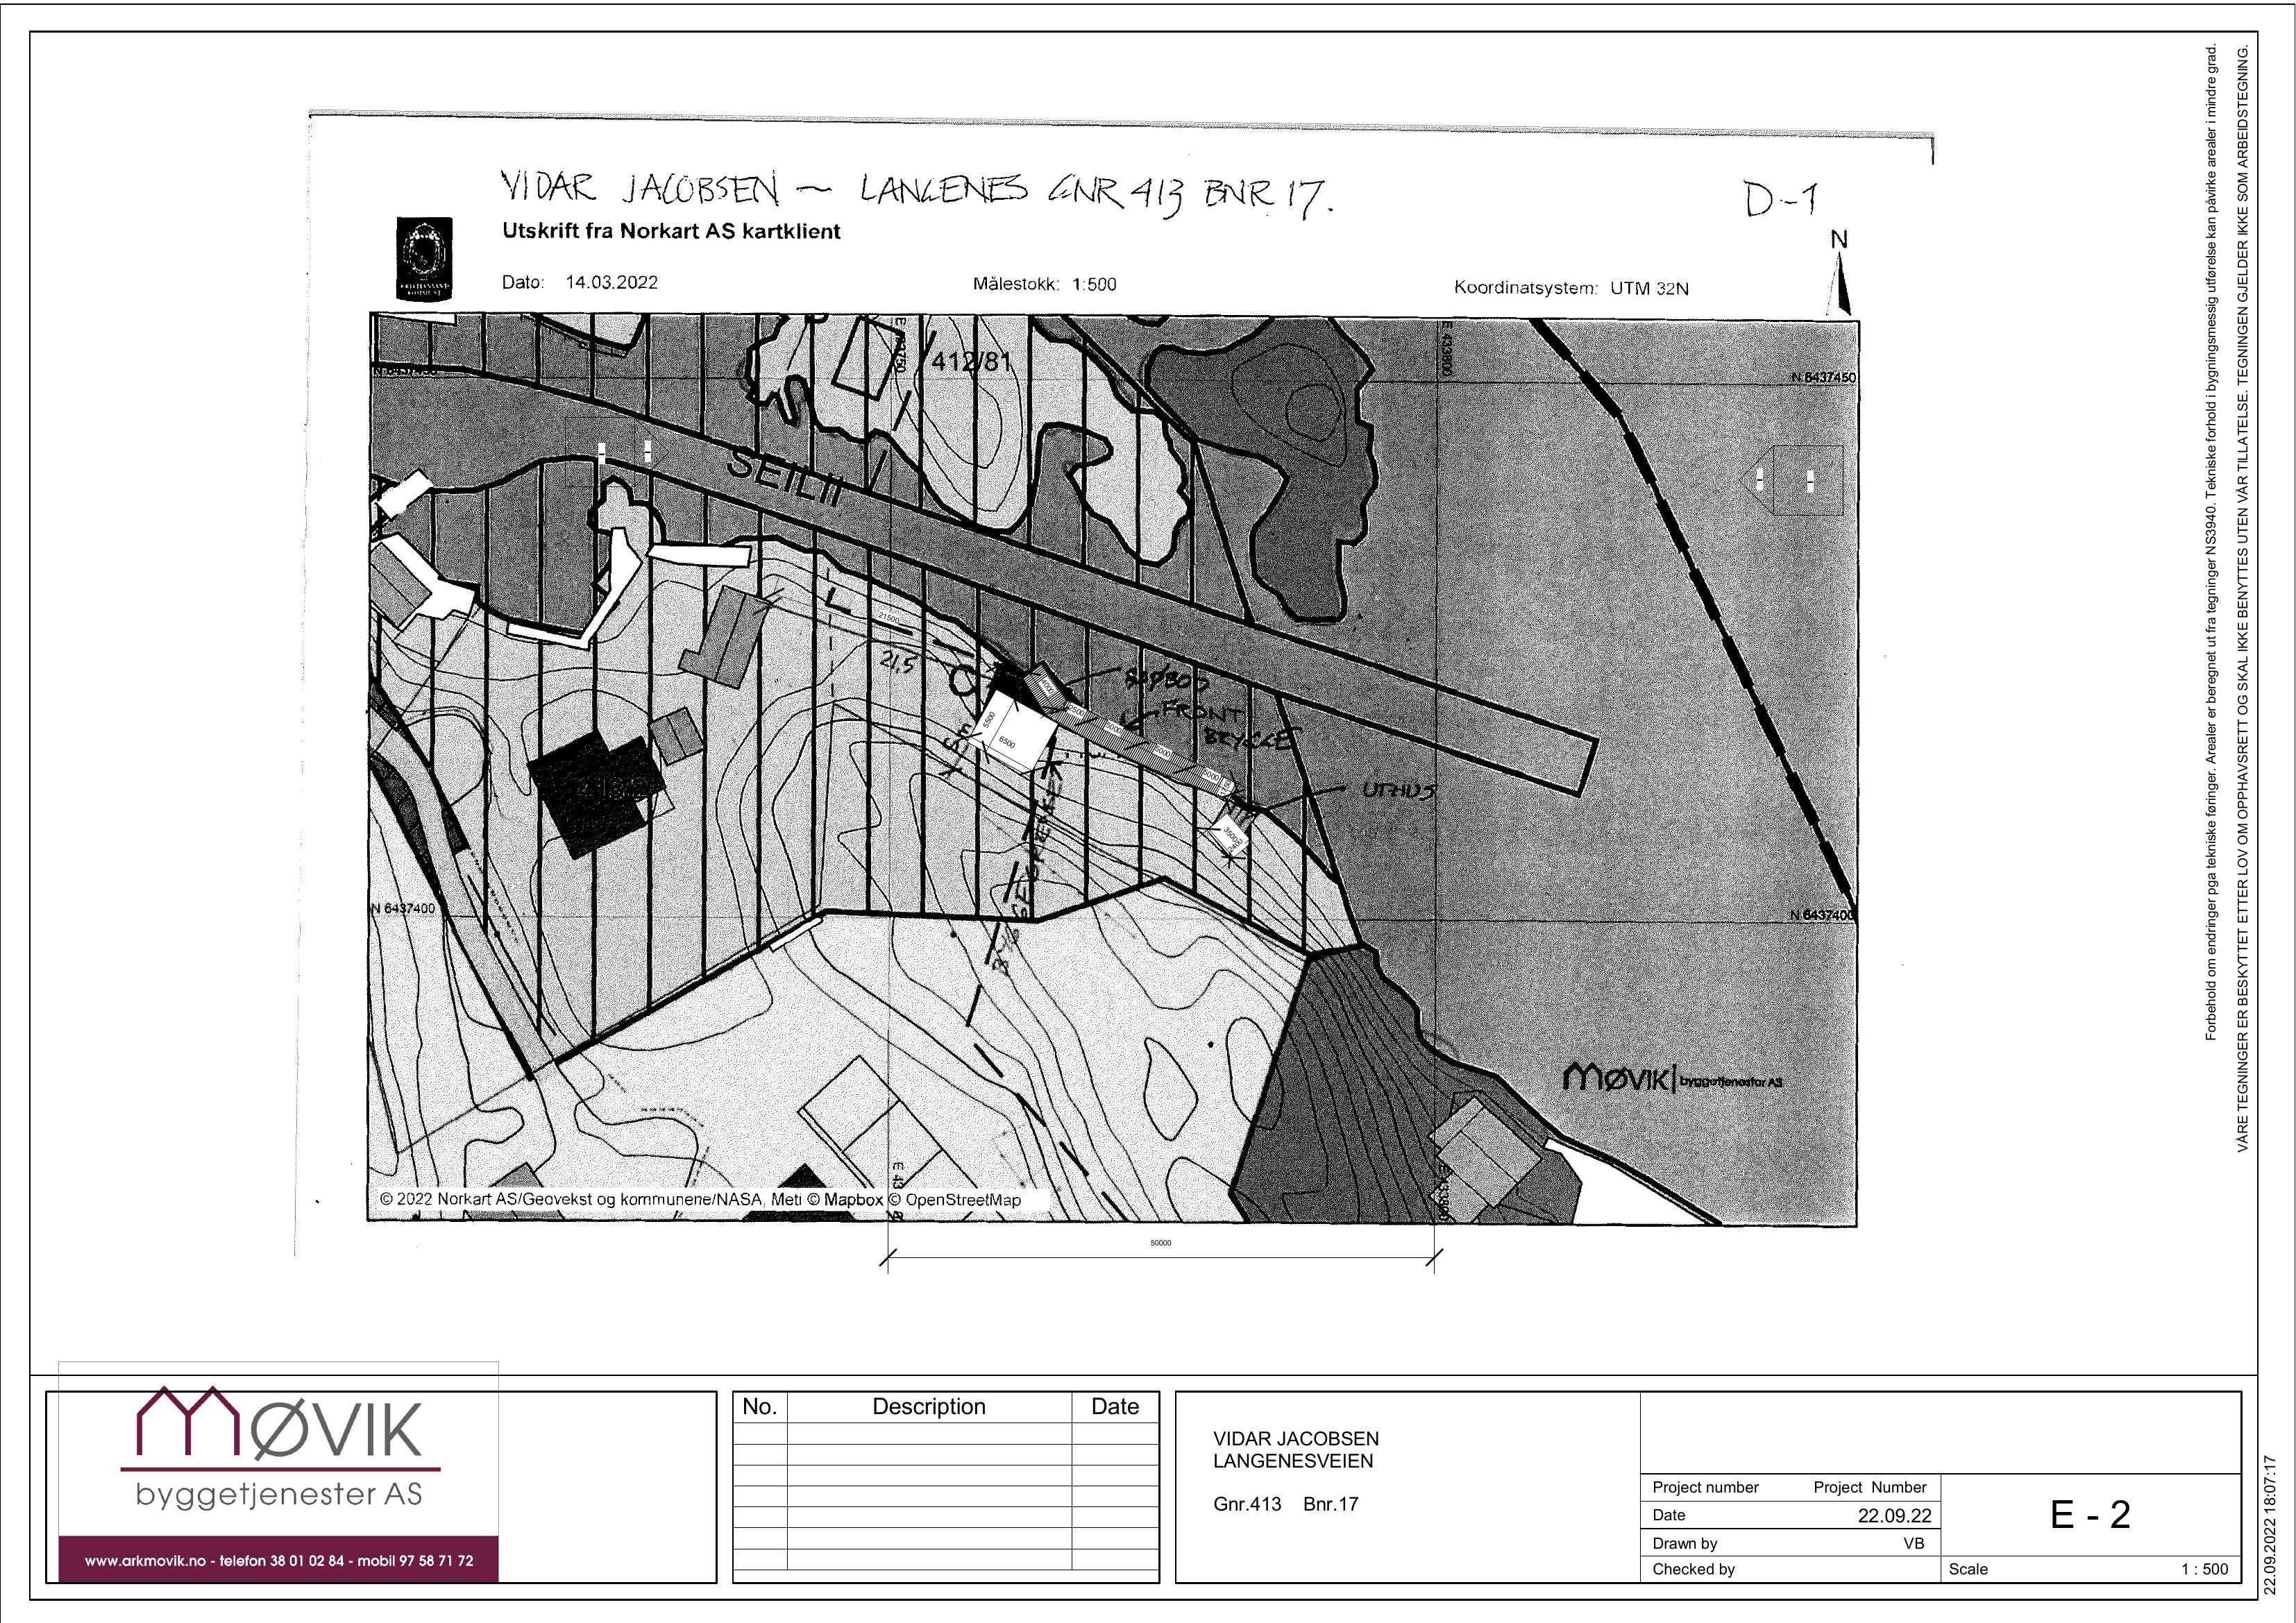 VIDAR JACOBSEN — LANGENES GNR 413 BNR 17.
D-1
Utskrift fra Norkart AS kartklient
N
Dato: 14.03.2022
Målestokk: 1:500
Koordinatsystem: UTM 32N
412/81
E 433800
N 6437450
21500
21,5
SJØBOD
FRONT
BRYGGE
5500
6500
5000
5000
5000
UTHUS
N 6437400
N 6437400
MØVIK byggetjenester AS
© 2022 Norkart AS/Geovekst og kommunene/NASA, Meti © Mapbox © OpenStreetMap
50000
Forbehold om endringer pga tekniske føringer. Arealer er beregnet ut fra tegninger NS3940. Tekniske forhold i bygningsmessig utførelse kan påvirke arealer i mindre grad.
VÅRE TEGNINGER ER BESKYTTET ETTER LOV OM OPPHAVSRETT OG SKAL IKKE BENYTTES UTEN VÅR TILLATELSE. TEGNINGEN GJELDER IKKE SOM ARBEIDSTEGNING.
MØVIK
byggetjenester AS
www.arkmovik.no - telefon 38 01 02 84 - mobil 97 58 71 72
No. Description Date
VIDAR JACOBSEN
LANGENESVEIEN
Gnr.413 Bnr.17
Project number Project Number
Date 22.09.22
Drawn by VB
Checked by
E - 2
Scale 1 : 500
22.09.2022 18:07:17